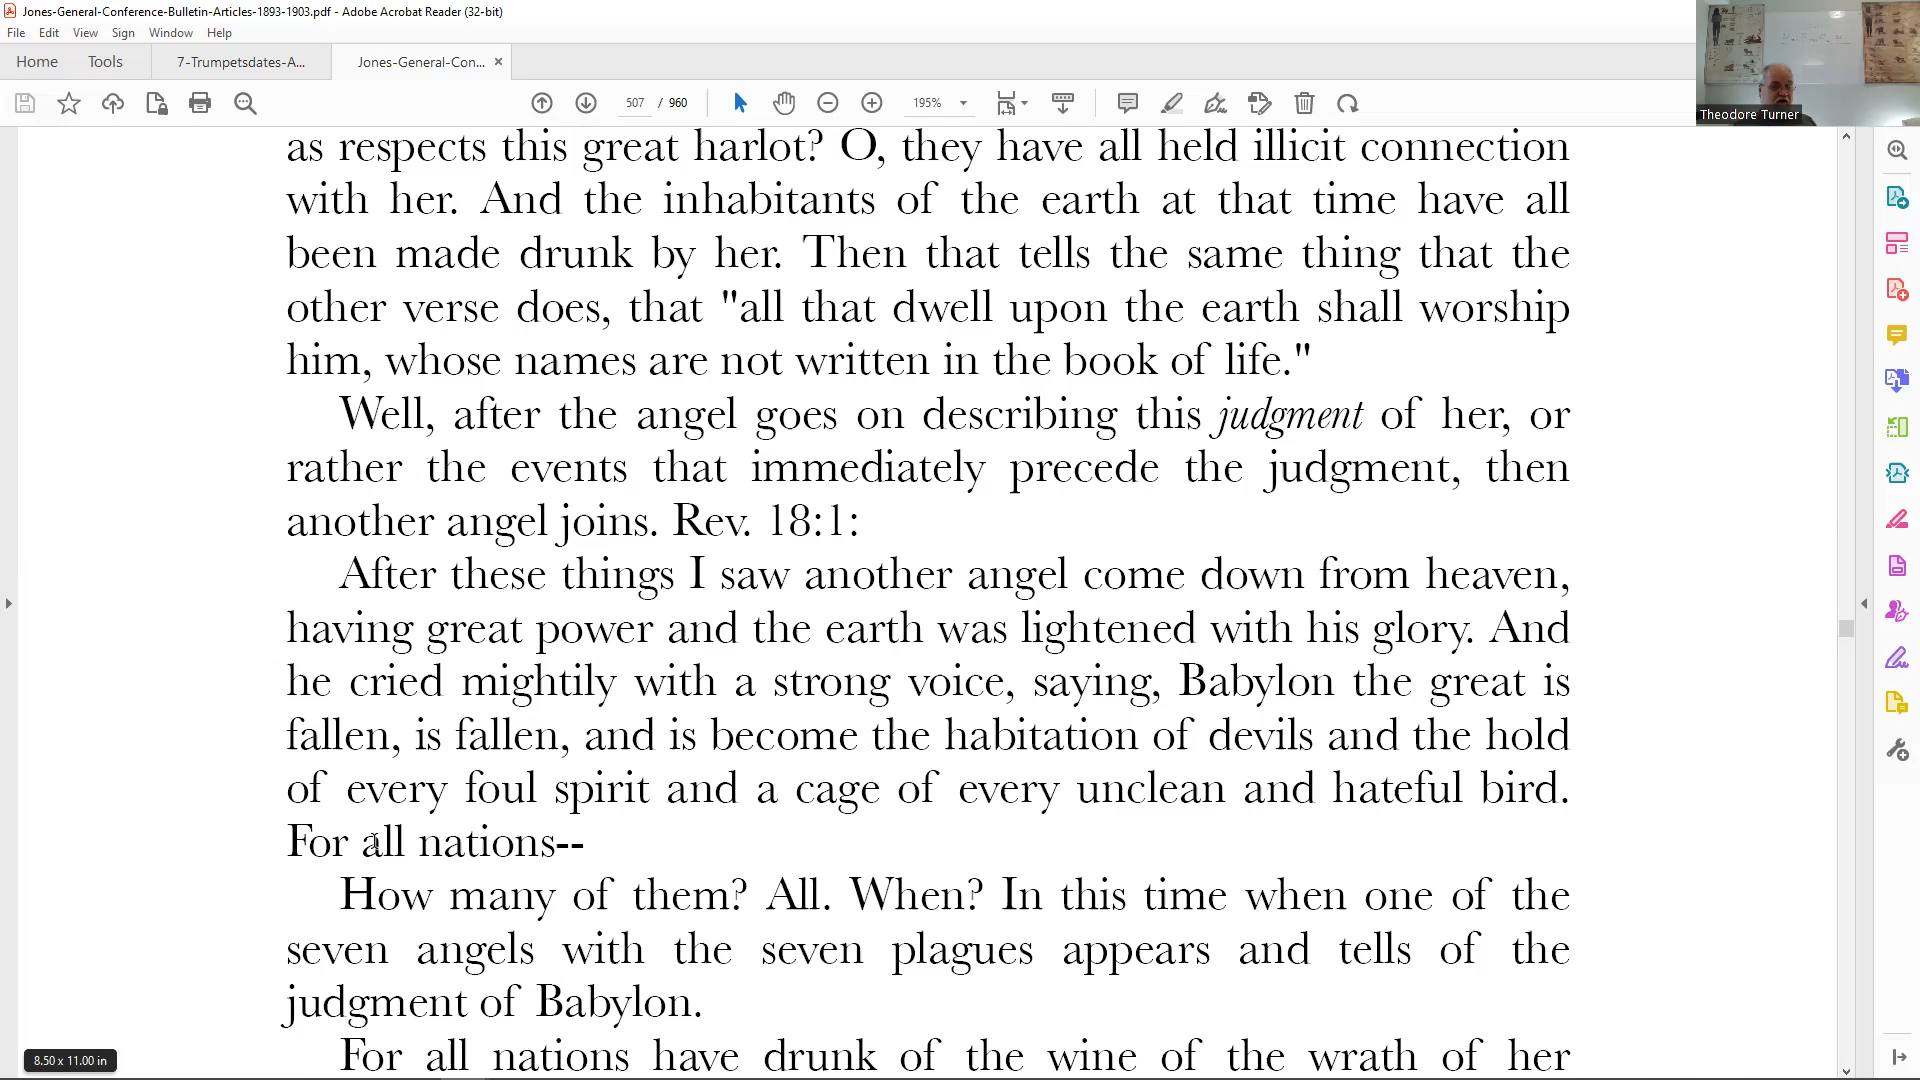 Jones-General-Conference-Bulletin-Articles-1893-1903.pdf - Adobe Acrobat Reader (32-bit)
File Edit View Sign Window Help
Home Tools 7-Trumpetsdates-A... Jones-General-Con... ×
507 / 960 195%
Theodore Turner
as respects this great harlot? O, they have all held illicit connection
with her. And the inhabitants of the earth at that time have all
been made drunk by her. Then that tells the same thing that the
other verse does, that "all that dwell upon the earth shall worship
him, whose names are not written in the book of life."
Well, after the angel goes on describing this judgment of her, or
rather the events that immediately precede the judgment, then
another angel joins. Rev. 18:1:
After these things I saw another angel come down from heaven,
having great power and the earth was lightened with his glory. And
he cried mightily with a strong voice, saying, Babylon the great is
fallen, is fallen, and is become the habitation of devils and the hold
of every foul spirit and a cage of every unclean and hateful bird.
For all nations--
How many of them? All. When? In this time when one of the
seven angels with the seven plagues appears and tells of the
judgment of Babylon.
For all nations have drunk of the wine of the wrath of her
8.50 x 11.00 in